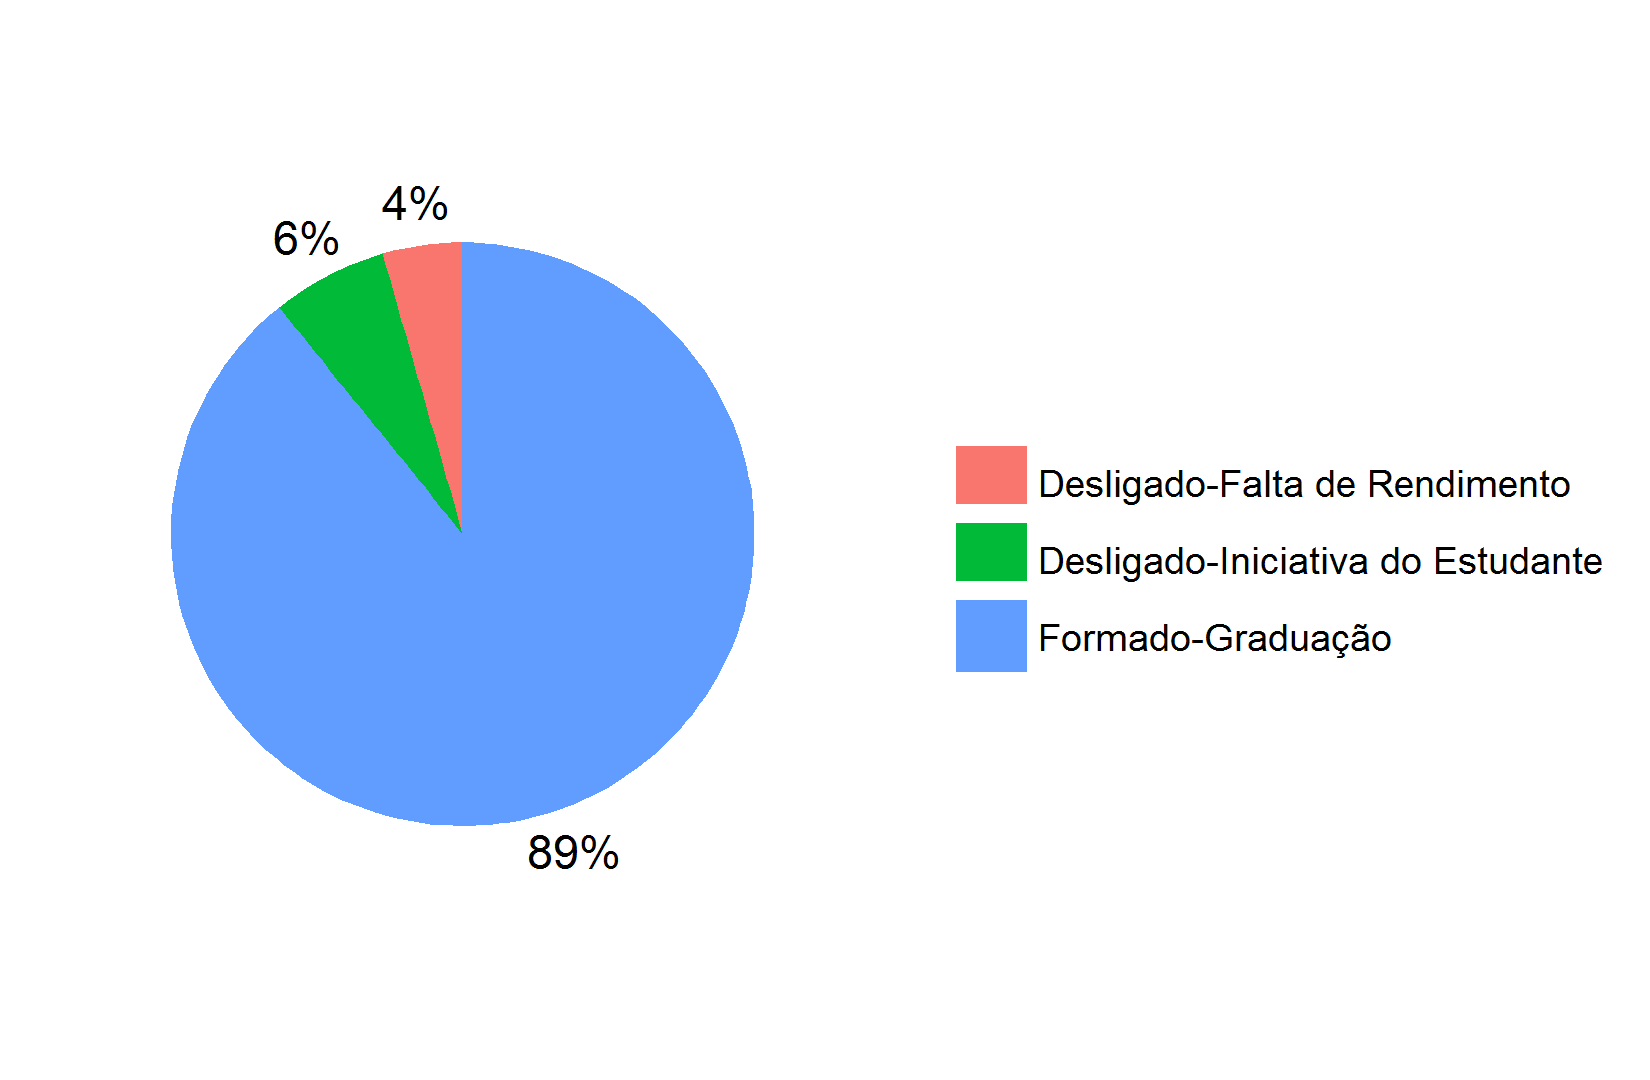 4%
6%
89%
Desligado-Falta de Rendimento
Desligado-Iniciativa do Estudante
Formado-Graduação